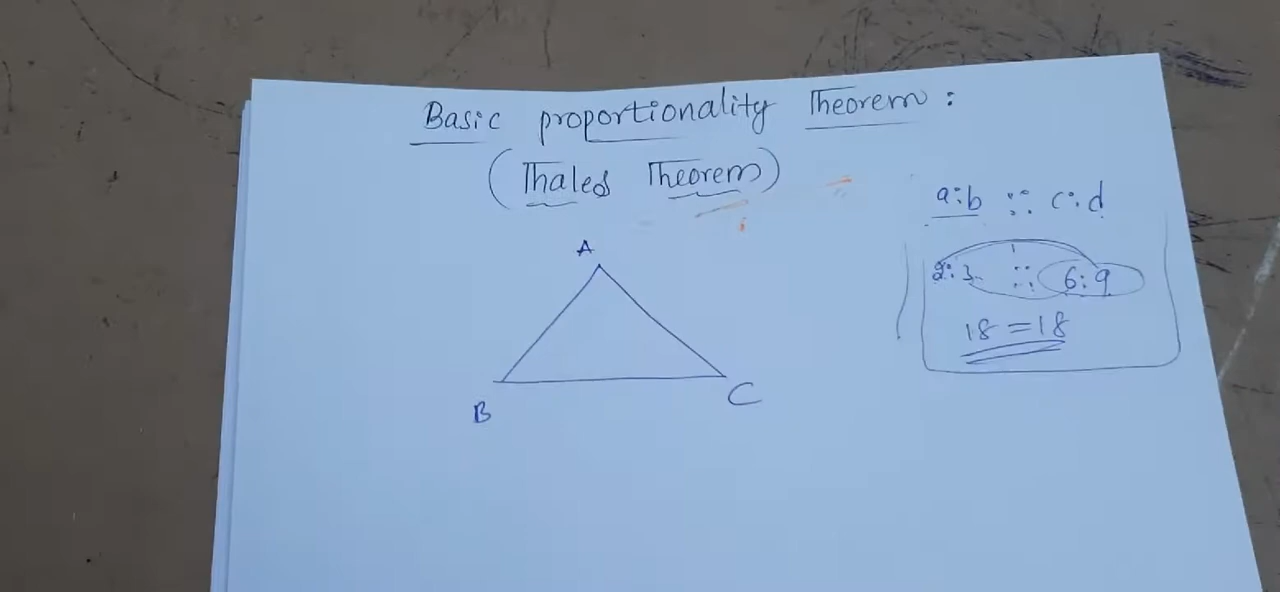 Basic proportionality Theorem :
(Thales Theorem)
a:b :: c:d
2:3 :: 6:9
18 = 18
A
B
C